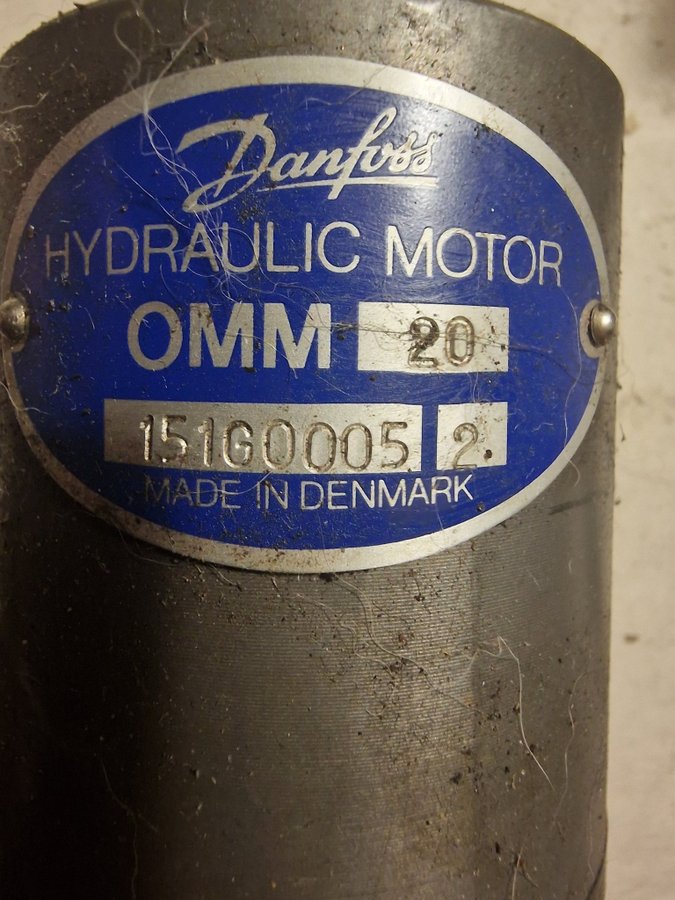 Danfoss
HYDRAULIC MOTOR
OMM 20
151G0005 2
MADE IN DENMARK